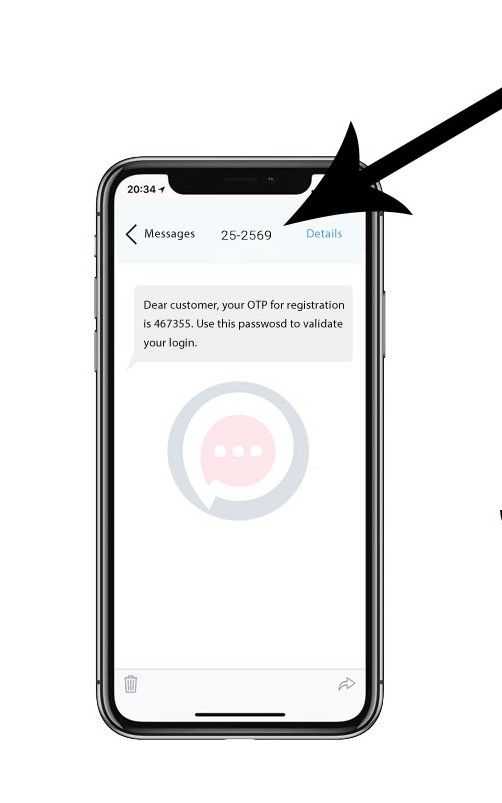 20:34
Messages
25-2569
Details
Dear customer, your OTP for registration
is 467355. Use this passwosd to validate
your login.